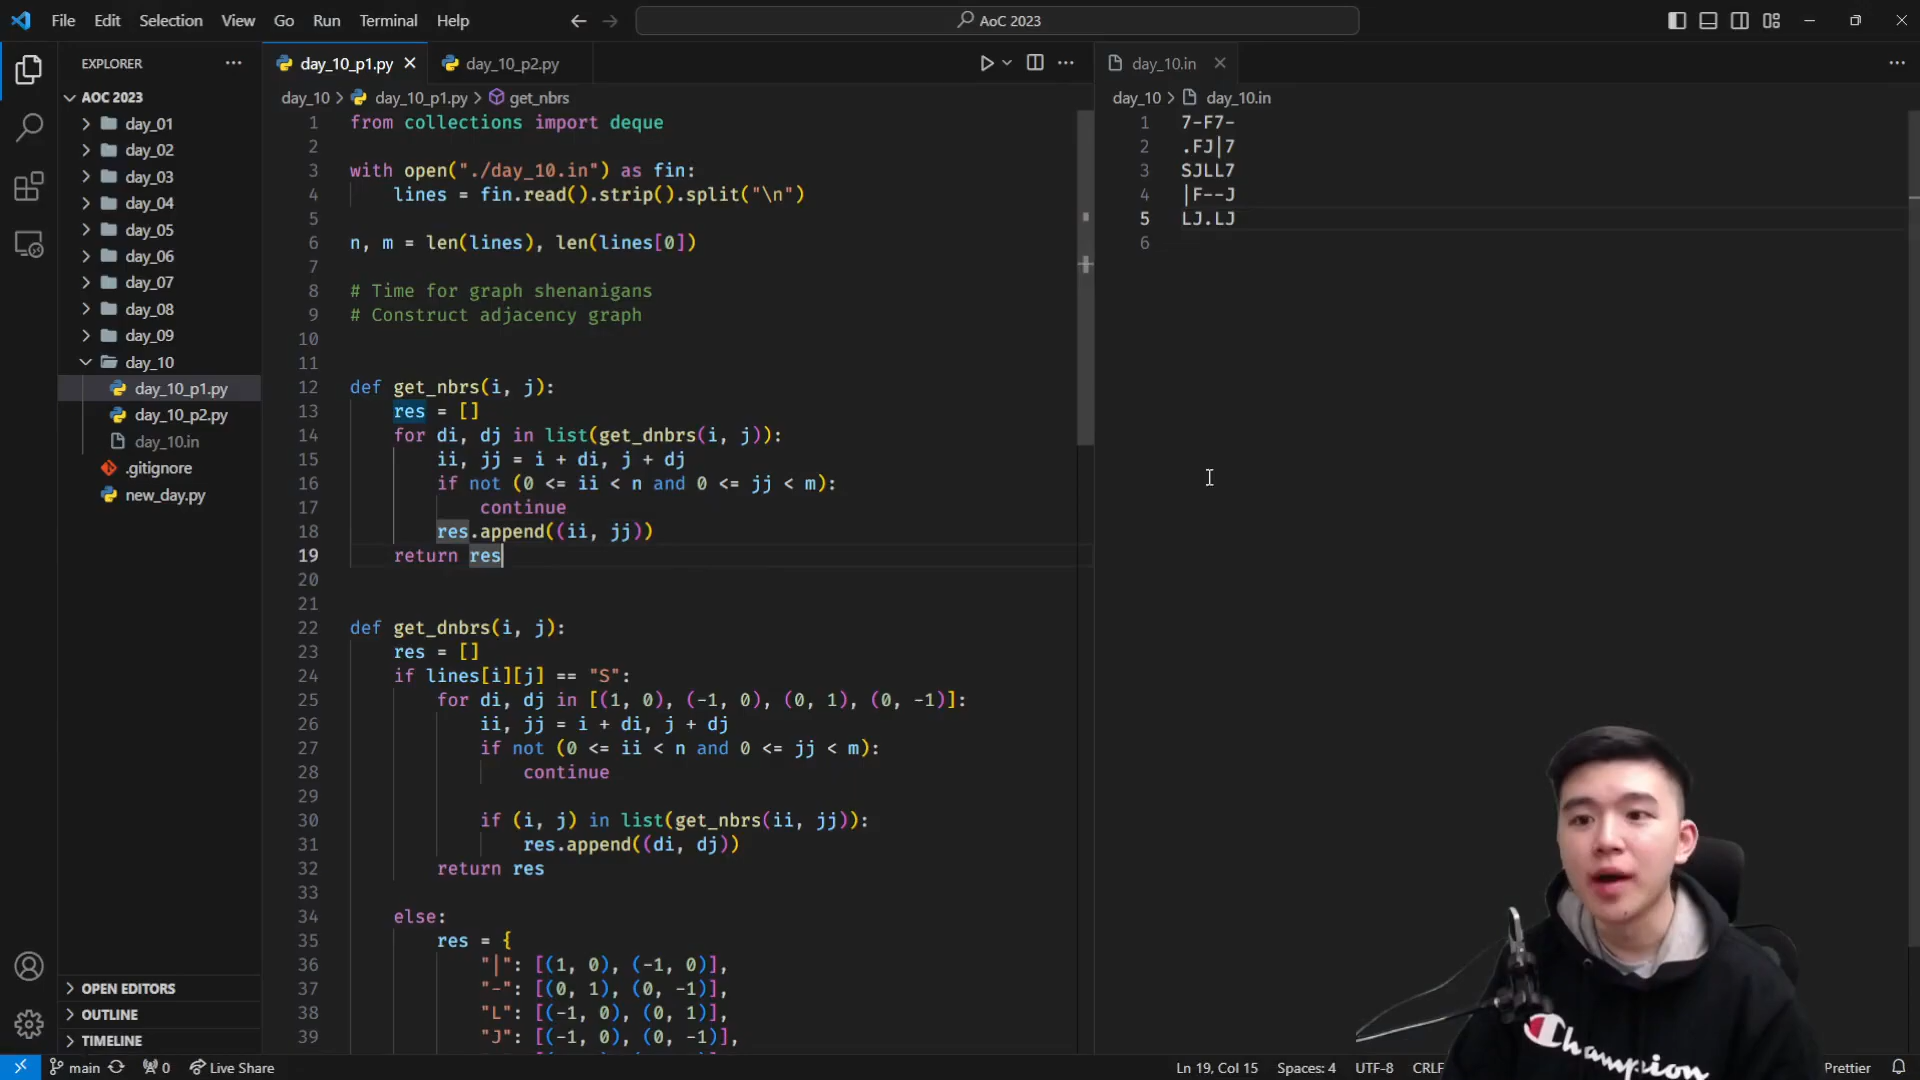 File Edit Selection View Go Run Terminal Help
AoC 2023
EXPLORER
AOC 2023
day_01
day_02
day_03
day_04
day_05
day_06
day_07
day_08
day_09
day_10
day_10_p1.py
day_10_p2.py
day_10.in
.gitignore
new_day.py
OPEN EDITORS
OUTLINE
TIMELINE
day_10_p1.py
day_10_p2.py
day_10 > day_10_p1.py > get_nbrs
1 from collections import deque
2
3 with open("./day_10.in") as fin:
4     lines = fin.read().strip().split("\n")
5
6 n, m = len(lines), len(lines[0])
7
8 # Time for graph shenanigans
9 # Construct adjacency graph
10
11
12 def get_nbrs(i, j):
13     res = []
14     for di, dj in list(get_dnbrs(i, j)):
15         ii, jj = i + di, j + dj
16         if not (0 <= ii < n and 0 <= jj < m):
17             continue
18         res.append((ii, jj))
19     return res
20
21
22 def get_dnbrs(i, j):
23     res = []
24     if lines[i][j] == "S":
25         for di, dj in [(1, 0), (-1, 0), (0, 1), (0, -1)]:
26             ii, jj = i + di, j + dj
27             if not (0 <= ii < n and 0 <= jj < m):
28                 continue
29
30             if (i, j) in list(get_nbrs(ii, jj)):
31                 res.append((di, dj))
32         return res
33
34     else:
35         res = {
36             "|": [(1, 0), (-1, 0)],
37             "-": [(0, 1), (0, -1)],
38             "L": [(-1, 0), (0, 1)],
39             "J": [(-1, 0), (0, -1)],
day_10.in
day_10 > day_10.in
1 7-F7-
2 .FJ|7
3 SJLL7
4 |F--J
5 LJ.LJ
6
Champion
main
0
Live Share
Ln 19, Col 15
Spaces: 4
UTF-8
CRLF
Prettier